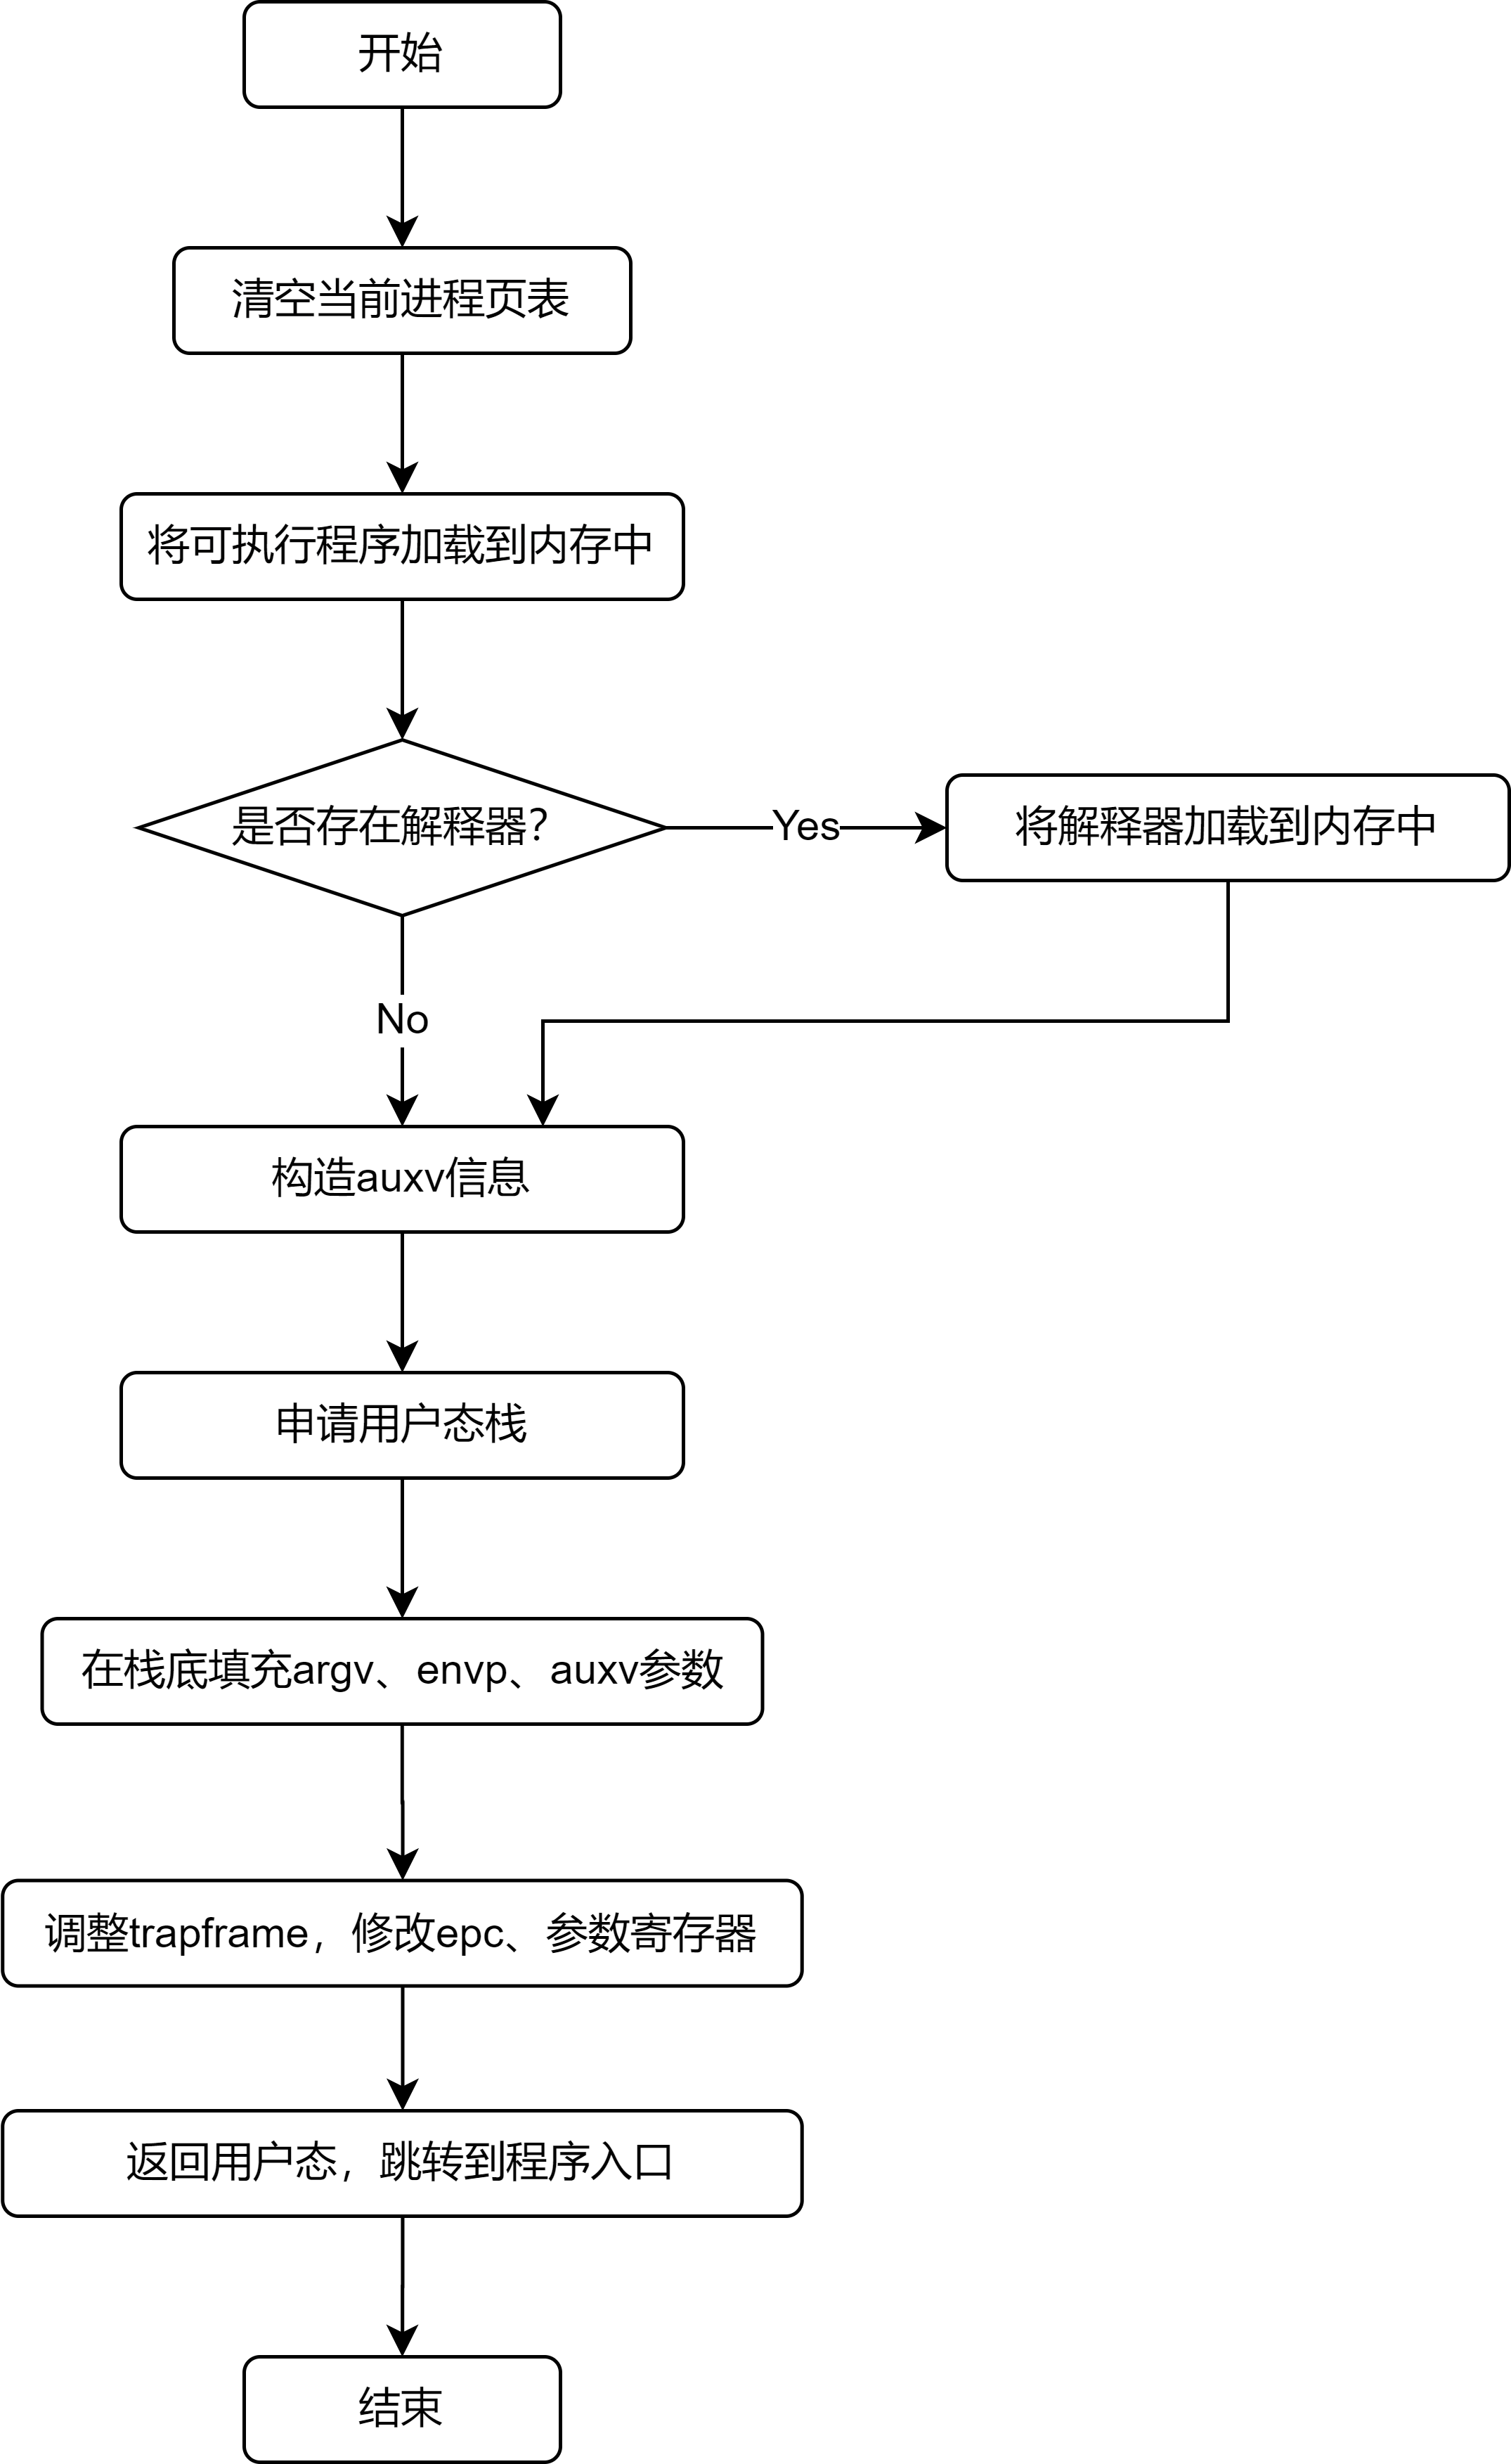 开始
清空当前进程页表
将可执行程序加载到内存中
是否存在解释器？
Yes
将解释器加载到内存中
No
构造auxv信息
申请用户态栈
在栈底填充argv、envp、auxv参数
调整trapframe，修改epc、参数寄存器
返回用户态，跳转到程序入口
结束